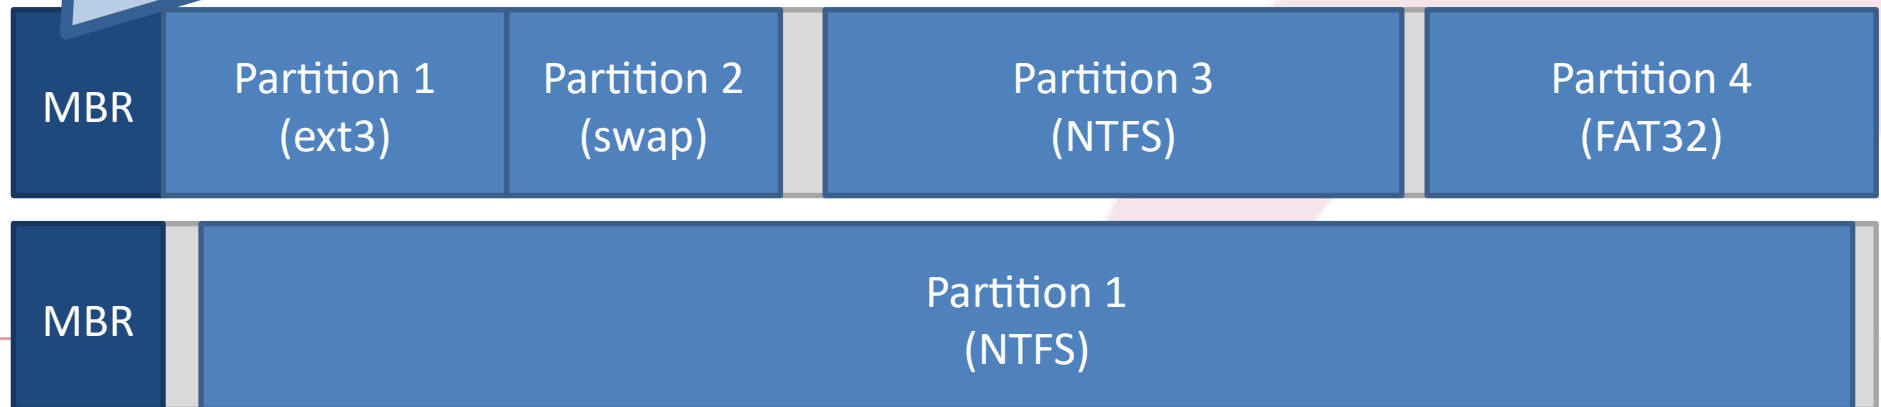 MBR
Partition 1
(ext3)
Partition 2
(swap)
Partition 3
(NTFS)
Partition 4
(FAT32)
MBR
Partition 1
(NTFS)